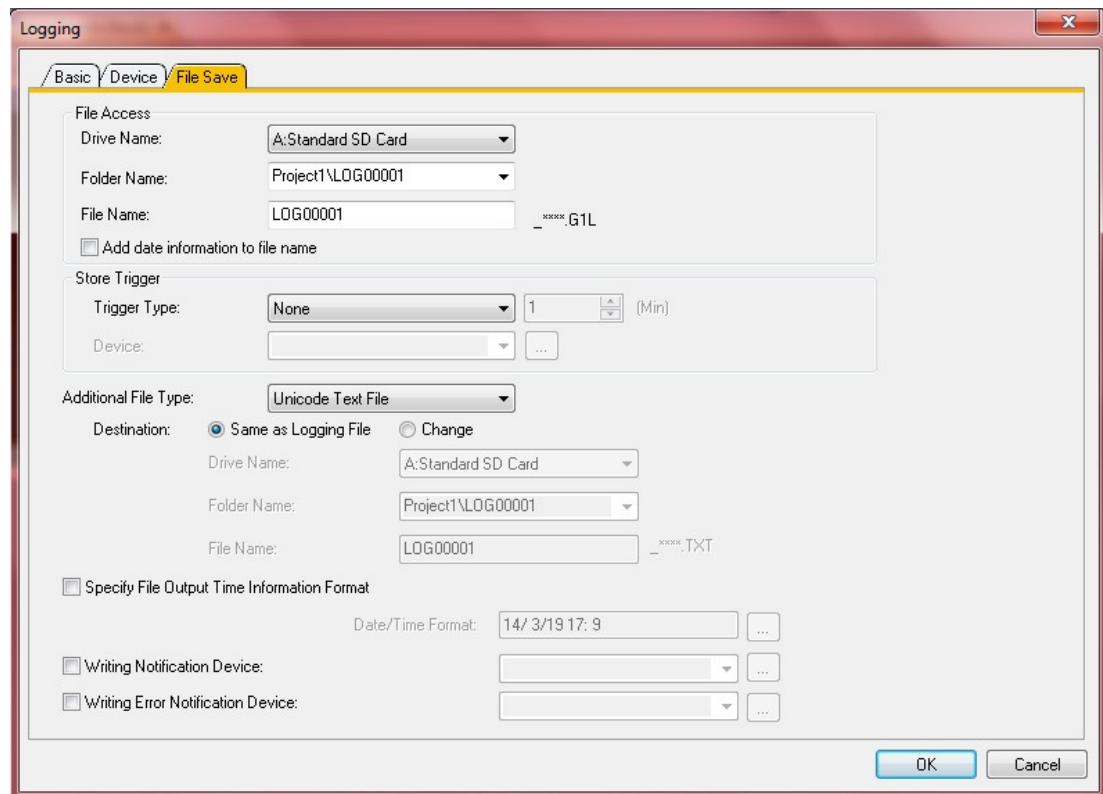 Logging
Basic Device File Save
File Access
Drive Name: A:Standard SD Card
Folder Name: Project1\LOG00001
File Name: LOG00001 _****.G1L
Add date information to file name
Store Trigger
Trigger Type: None 1 (Min)
Device: ...
Additional File Type: Unicode Text File
Destination: Same as Logging File Change
Drive Name: A:Standard SD Card
Folder Name: Project1\LOG00001
File Name: LOG00001 _****.TXT
Specify File Output Time Information Format
Date/Time Format: 14/ 3/19 17: 9 ...
Writing Notification Device: ...
Writing Error Notification Device: ...
OK Cancel